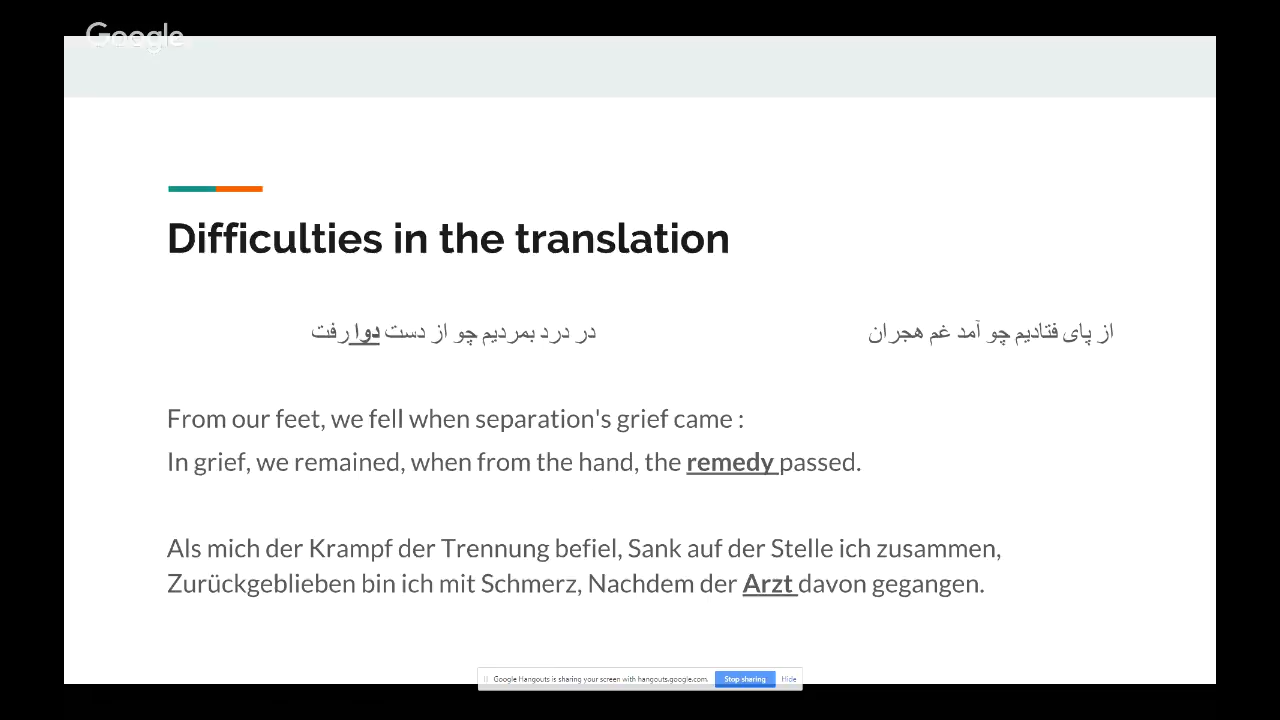 Google
Difficulties in the translation
از پای فتادیم چو آمد غم هجران
در درد بمردیم چو از دست دوا رفت
From our feet, we fell when separation's grief came :
In grief, we remained, when from the hand, the remedy passed.
Als mich der Krampf der Trennung befiel, Sank auf der Stelle ich zusammen,
Zurückgeblieben bin ich mit Schmerz, Nachdem der Arzt davon gegangen.
Google Hangouts is sharing your screen with hangouts.google.com. Stop sharing Hide